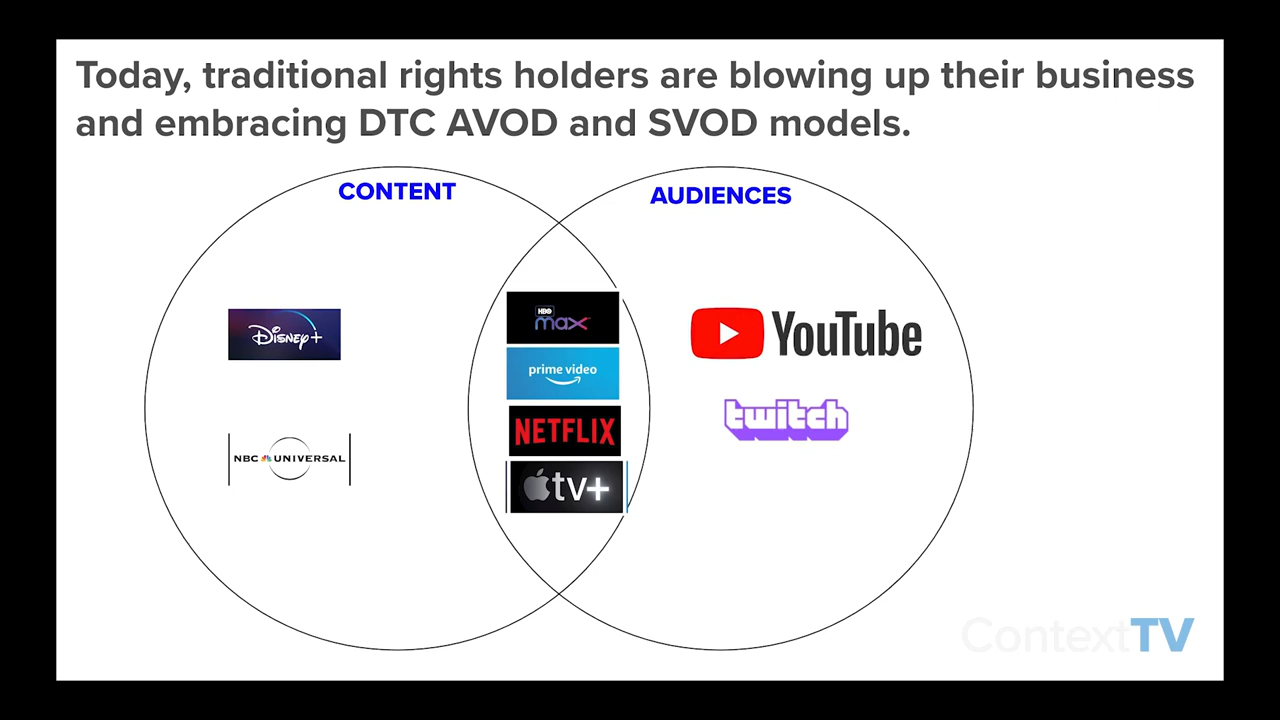 Today, traditional rights holders are blowing up their business
and embracing DTC AVOD and SVOD models.
CONTENT
AUDIENCES
Disney+
NBC UNIVERSAL
HBO
max
prime video
NETFLIX
tv+
YouTube
twitch
ContextTV